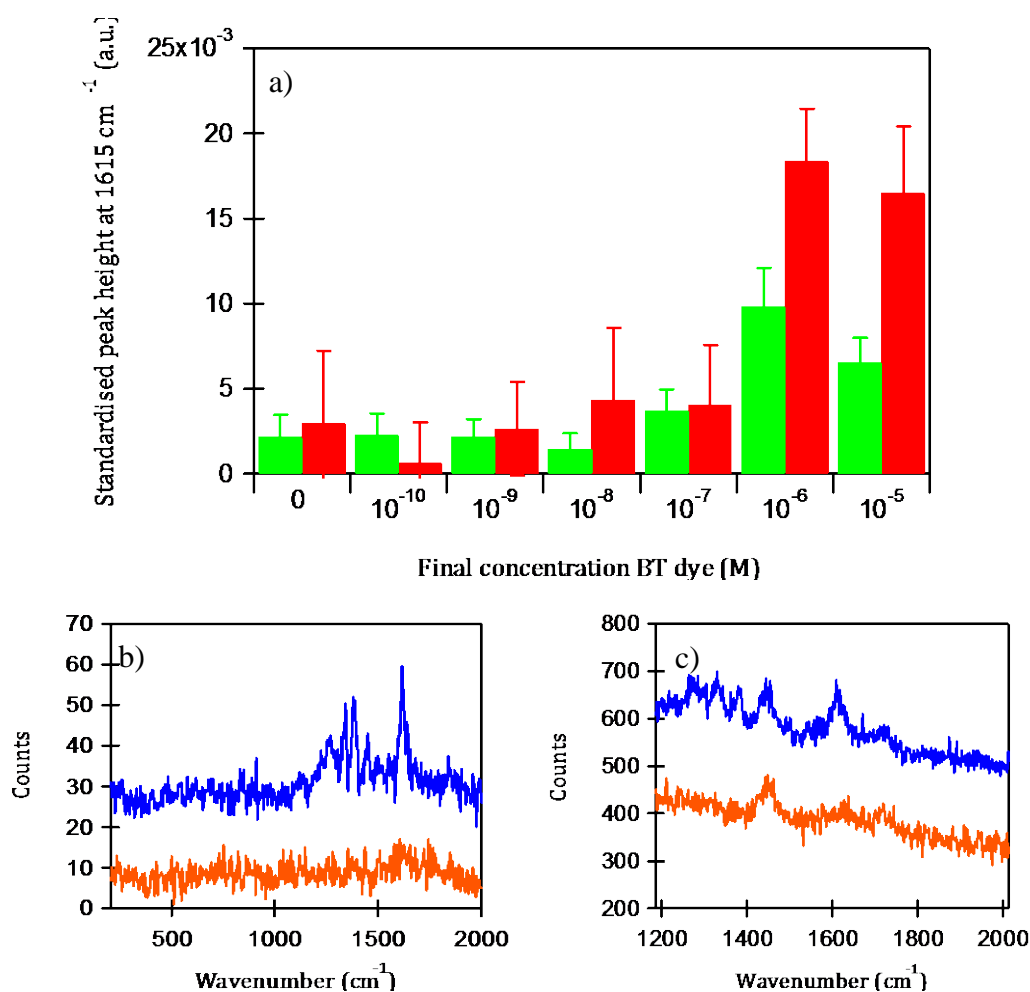 Standardised peak height at 1615 cm⁻¹ (a.u.)
25x10⁻³
20
15
10
5
0
a)
0 10⁻¹⁰ 10⁻⁹ 10⁻⁸ 10⁻⁷ 10⁻⁶ 10⁻⁵
Final concentration BT dye (M)
Counts
70
60
50
40
30
20
10
0
b)
500 1000 1500 2000
Wavenumber (cm⁻¹)
Counts
800
700
600
500
400
300
200
c)
1200 1400 1600 1800 2000
Wavenumber (cm⁻¹)